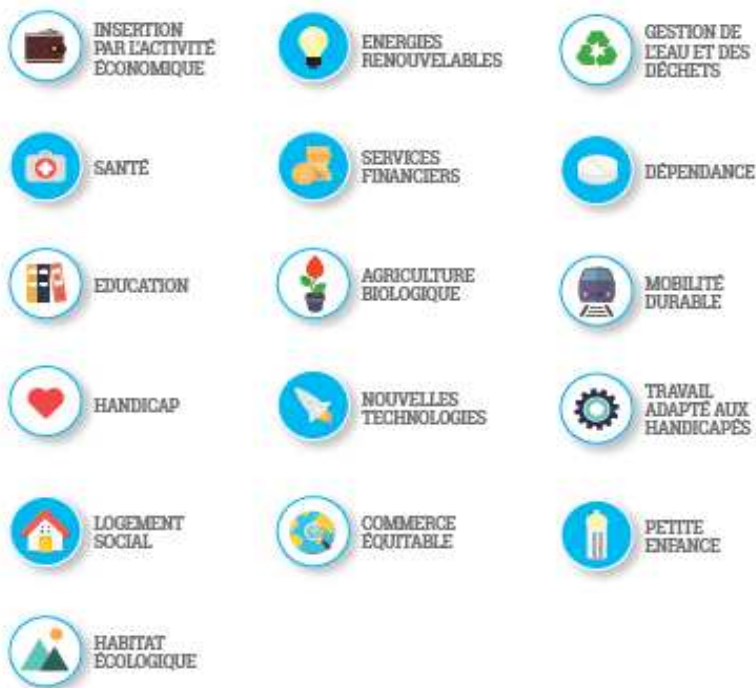 INSERTION
PAR L'ACTIVITÉ
ÉCONOMIQUE
ENERGIES
RENOUVELABLES
GESTION DE
L'EAU ET DES
DÉCHETS
SANTÉ
SERVICES
FINANCIERS
DÉPENDANCE
EDUCATION
AGRICULTURE
BIOLOGIQUE
MOBILITÉ
DURABLE
HANDICAP
NOUVELLES
TECHNOLOGIES
TRAVAIL
ADAPTÉ AUX
HANDICAPÉS
LOGEMENT
SOCIAL
COMMERCE
ÉQUITABLE
PETITE
ENFANCE
HABITAT
ÉCOLOGIQUE